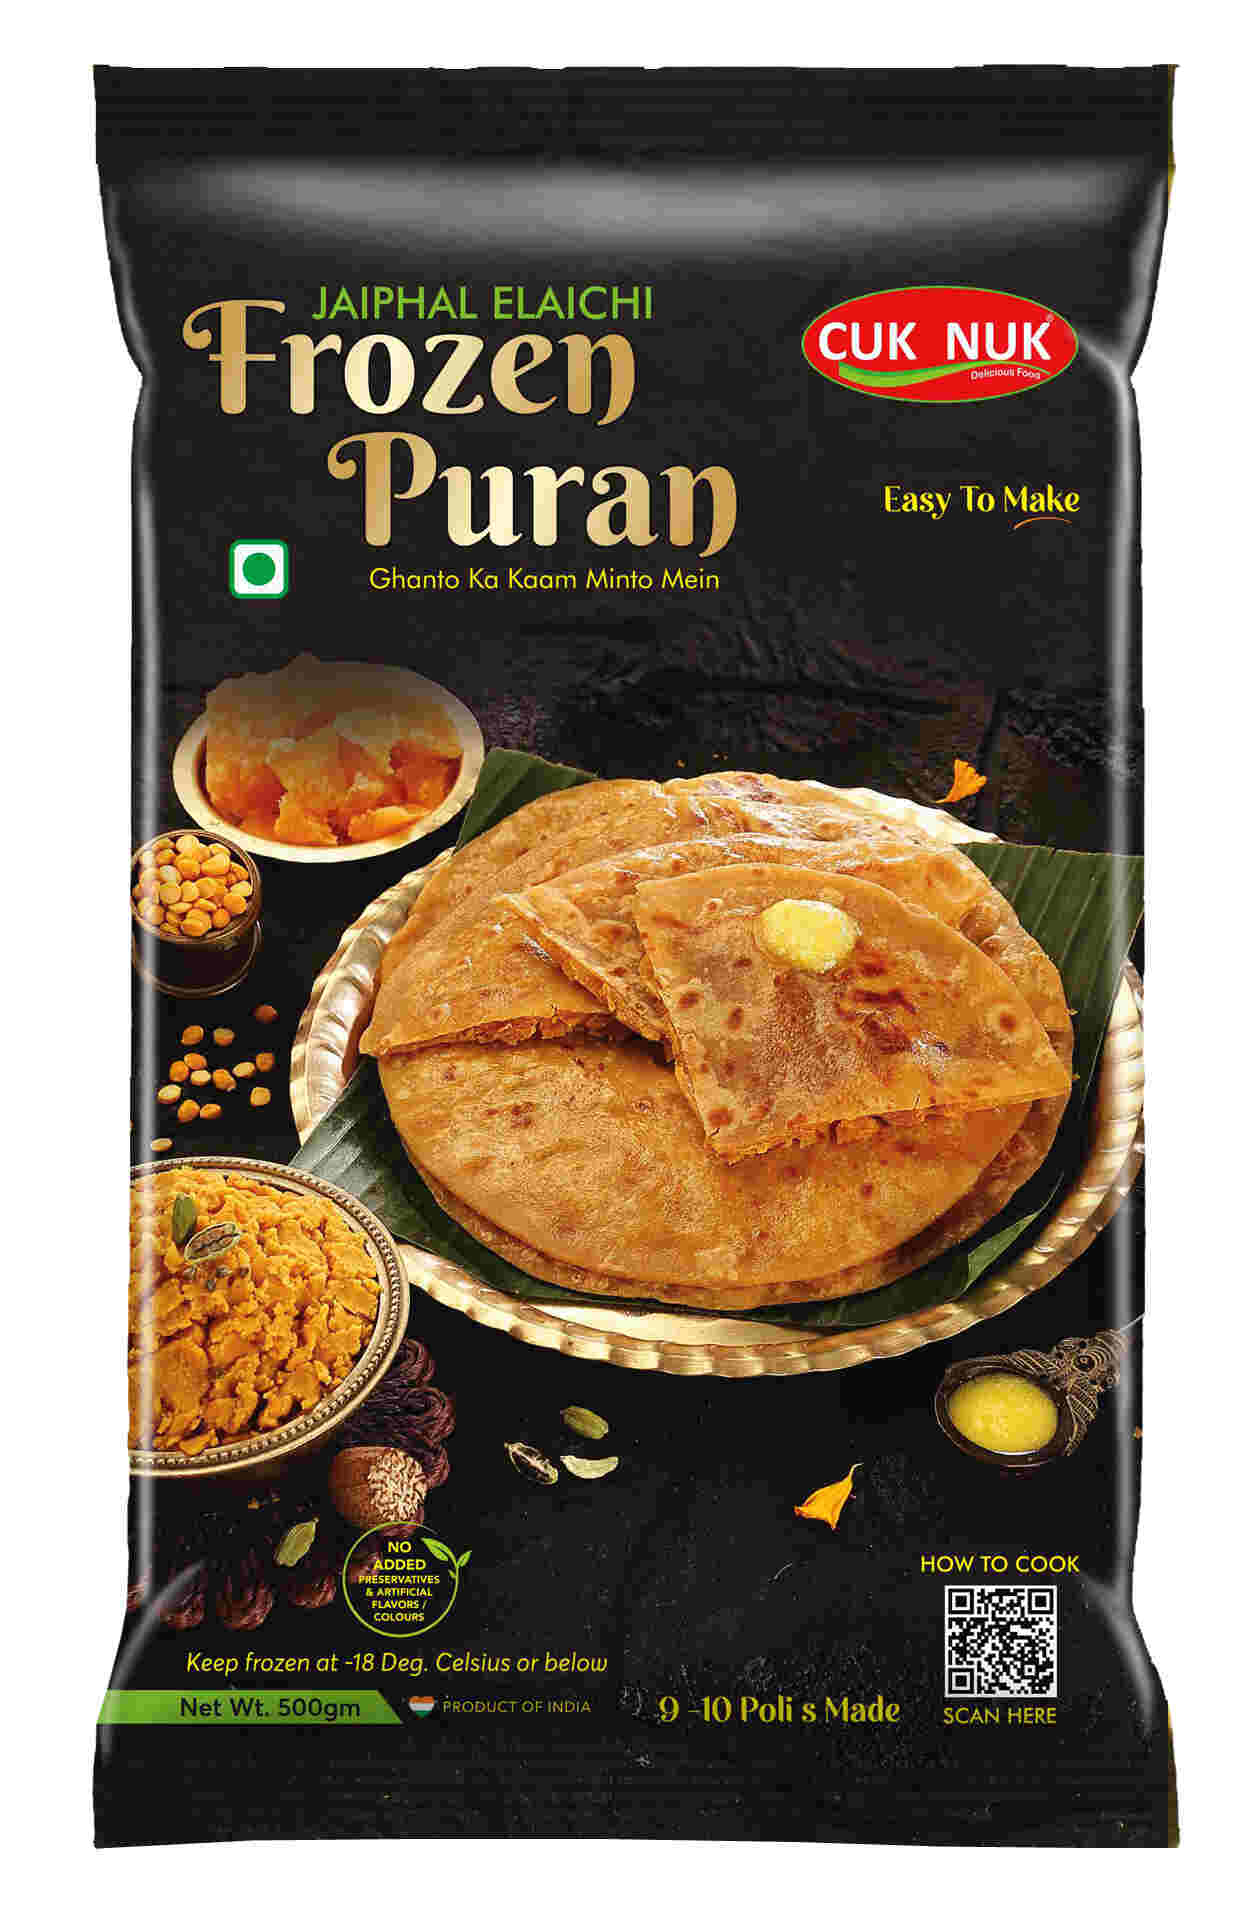 JAIPHAL ELAICHI
Frozen
Puran
Ghanto Ka Kaam Minto Mein
CUK NUK®
Delicious Food
Easy To Make
NO
ADDED
PRESERVATIVES
& ARTIFICIAL
FLAVORS /
COLOURS
HOW TO COOK
Keep frozen at -18 Deg. Celsius or below
Net Wt. 500gm
PRODUCT OF INDIA
9 -10 Poli s Made
SCAN HERE